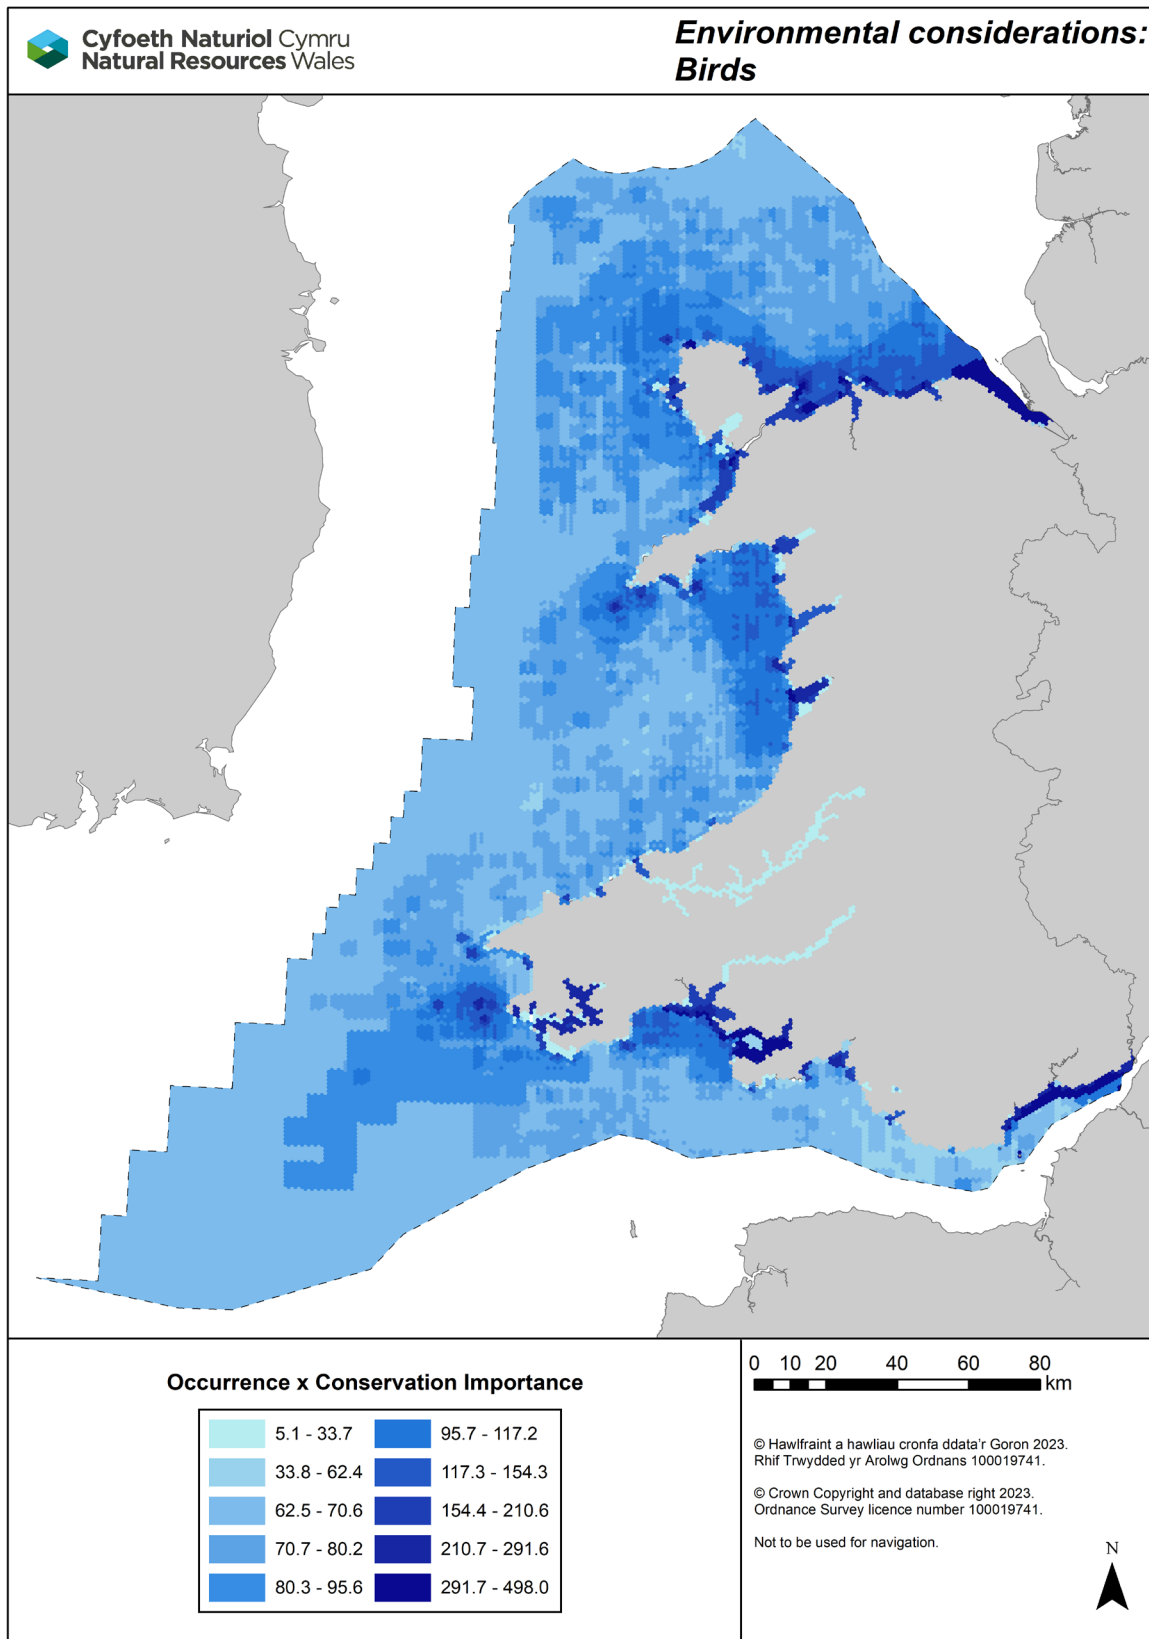 Cyfoeth Naturiol Cymru
Natural Resources Wales
Environmental considerations:
Birds
Occurrence x Conservation Importance
5.1 - 33.7
33.8 - 62.4
62.5 - 70.6
70.7 - 80.2
80.3 - 95.6
95.7 - 117.2
117.3 - 154.3
154.4 - 210.6
210.7 - 291.6
291.7 - 498.0
0 10 20 40 60 80
km
© Hawlfraint a hawliau cronfa ddata'r Goron 2023.
Rhif Trwydded yr Arolwg Ordnans 100019741.
© Crown Copyright and database right 2023.
Ordnance Survey licence number 100019741.
Not to be used for navigation.
N